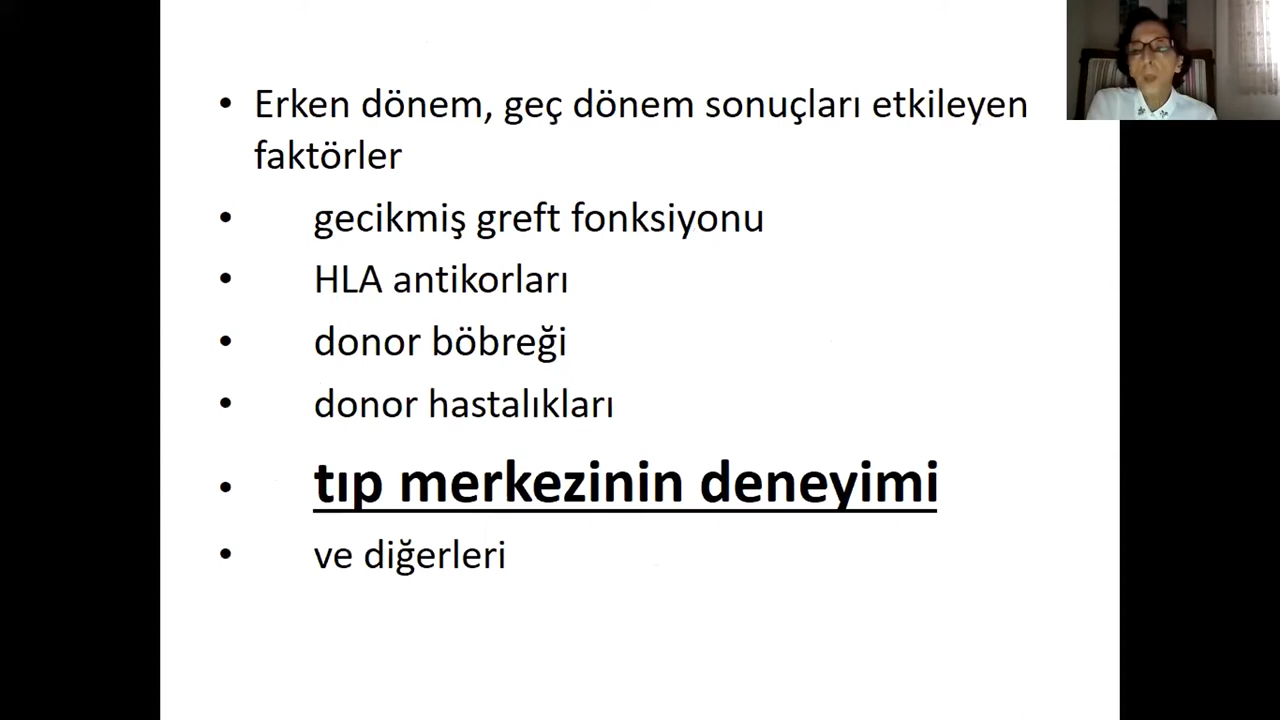 • Erken dönem, geç dönem sonuçları etkileyen
faktörler
• gecikmiş greft fonksiyonu
• HLA antikorları
• donor böbreği
• donor hastalıkları
• tıp merkezinin deneyimi
• ve diğerleri